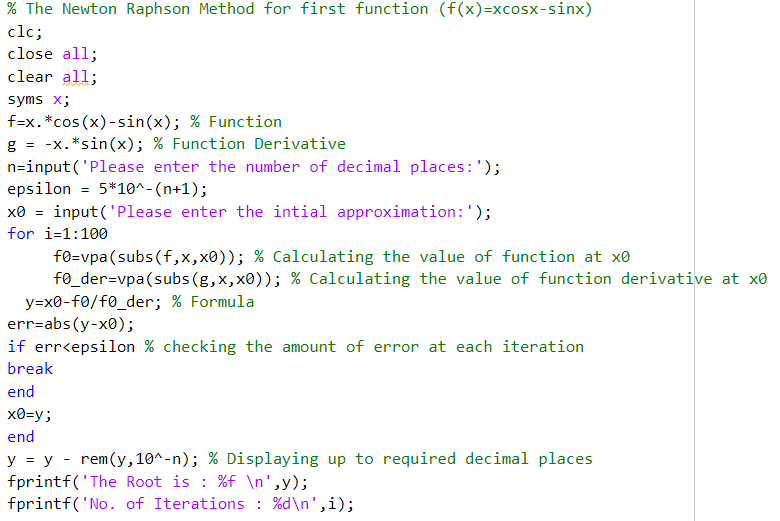 % The Newton Raphson Method for first function (f(x)=xcosx-sinx)
clc;
close all;
clear all;
syms x;
f=x.*cos(x)-sin(x); % Function
g = -x.*sin(x); % Function Derivative
n=input('Please enter the number of decimal places:');
epsilon = 5*10^-(n+1);
x0 = input('Please enter the intial approximation:');
for i=1:100
f0=vpa(subs(f,x,x0)); % Calculating the value of function at x0
f0_der=vpa(subs(g,x,x0)); % Calculating the value of function derivative at x0
y=x0-f0/f0_der; % Formula
err=abs(y-x0);
if err<epsilon % checking the amount of error at each iteration
break
end
x0=y;
end
y = y - rem(y,10^-n); % Displaying up to required decimal places
fprintf('The Root is : %f \n',y);
fprintf('No. of Iterations : %d\n',i);